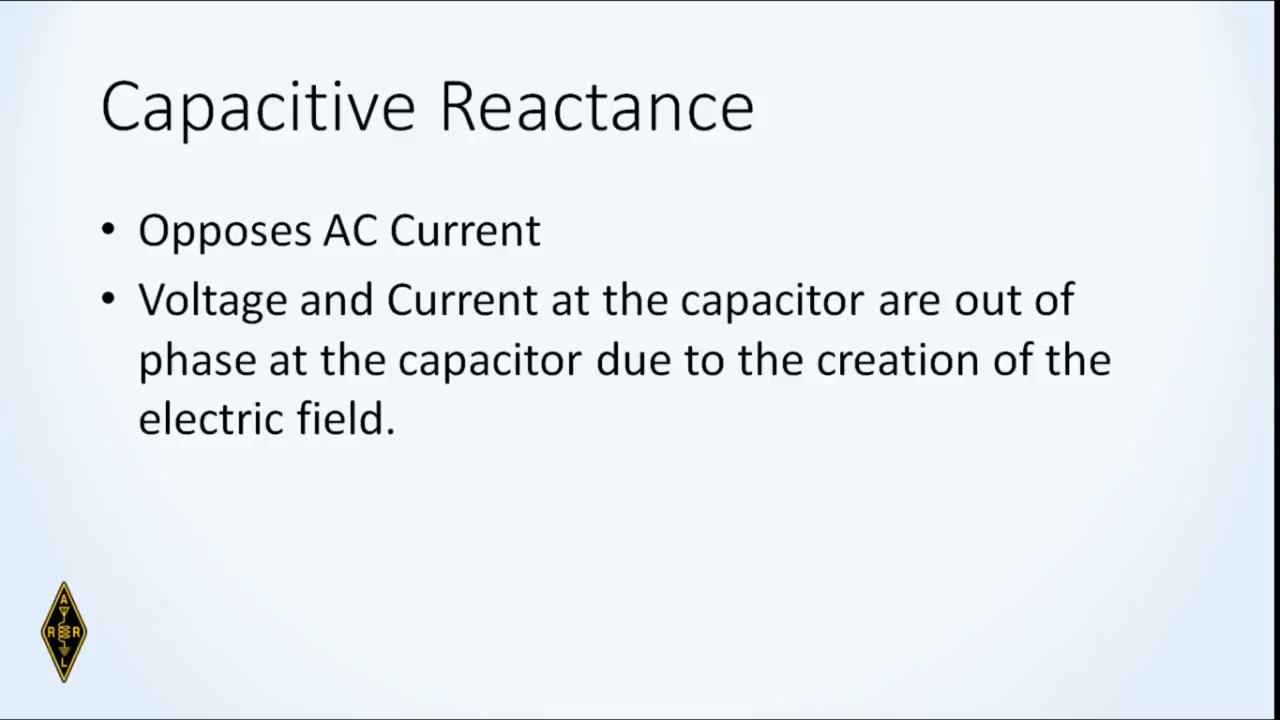 Capacitive Reactance
• Opposes AC Current
• Voltage and Current at the capacitor are out of
phase at the capacitor due to the creation of the
electric field.
A
R R
L